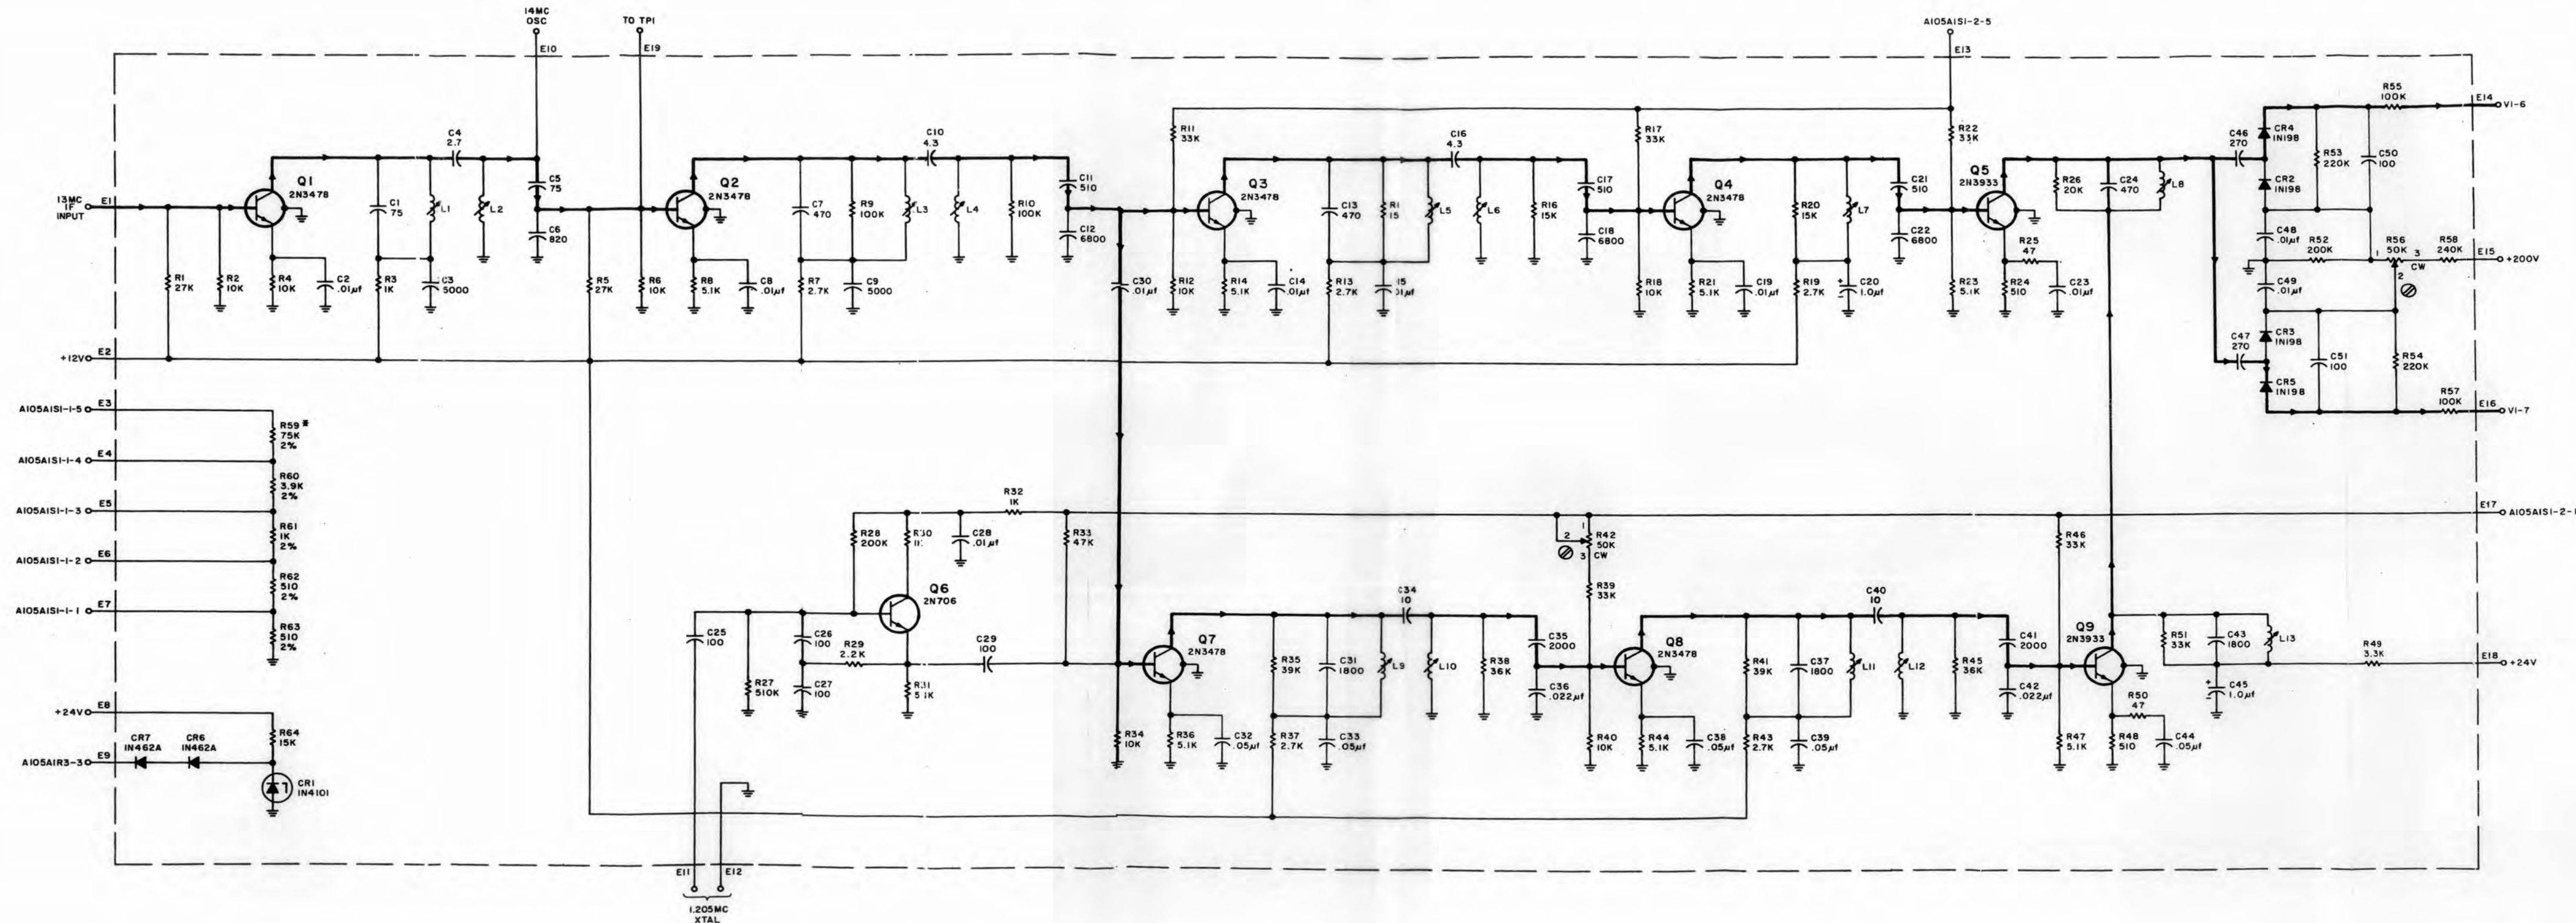 14MC
OSC
E10
TO TP1
E19
A105A1S1-2-5
E13
13MC
IF
INPUT
E1
R1
27K
R2
10K
Q1
2N3478
R4
10K
C2
.01µf
C1
75
R3
1K
L1
C3
5000
C4
2.7
L2
C5
75
C6
820
R5
27K
R6
10K
Q2
2N3478
R8
5.1K
C8
.01µf
C7
470
R7
2.7K
R9
100K
C9
5000
L3
C10
4.3
L4
R10
100K
C11
510
C12
6800
C30
.01µf
R11
33K
R12
10K
Q3
2N3478
R14
5.1K
C14
.01µf
C13
470
R13
2.7K
L5
C16
4.3
L6
R16
15K
C17
510
C18
6800
R17
33K
R18
10K
Q4
2N3478
R21
5.1K
C19
.01µf
R20
15K
R19
2.7K
L7
C20
1.0µf
+
−
C21
510
C22
6800
R22
33K
R23
5.1K
Q5
2N3933
R25
47
R24
510
C23
.01µf
R26
20K
C24
470
L8
C46
270
CR4
1N198
CR2
1N198
R53
220K
C50
100
R55
100K
E14
V1-6
C48
.01µf
R52
200K
R56
50K
1
3
CW
2
R58
240K
E15
+200V
C49
.01µf
CR3
1N198
C47
270
CR5
1N198
C51
100
R54
220K
R57
100K
E16
V1-7
+12V
E2
A105A1S1-1-5
E3
R59*
75K
2%
A105A1S1-1-4
E4
R60
3.9K
2%
A105A1S1-1-3
E5
R61
1K
2%
A105A1S1-1-2
E6
R62
510
2%
A105A1S1-1-1
E7
R63
510
2%
+24V
E8
R64
15K
A105A1R3-3
E9
CR7
1N462A
CR6
1N462A
CR1
1N4101
R32
1K
R28
200K
C28
.01µf
R33
47K
Q6
2N706
C25
100
R27
510K
C26
100
C27
100
R29
2.2K
C29
100
E11
E12
1.205MC
XTAL
R34
10K
Q7
2N3478
R36
5.1K
C32
.05µf
R35
39K
R37
2.7K
C31
1800
C33
.05µf
L9
C34
10
L10
R38
36K
C35
2000
C36
.022µf
1
2
3
CW
R42
50K
R39
33K
R40
10K
Q8
2N3478
R44
5.1K
C38
.05µf
R41
39K
R43
2.7K
C37
1800
C39
.05µf
L11
C40
10
L12
R45
36K
C41
2000
C42
.022µf
R46
33K
R47
5.1K
Q9
2N3933
R50
47
R48
510
C44
.05µf
R51
33K
C43
1800
L13
C45
1.0µf
+
−
R49
3.3K
E17
E18
+24V